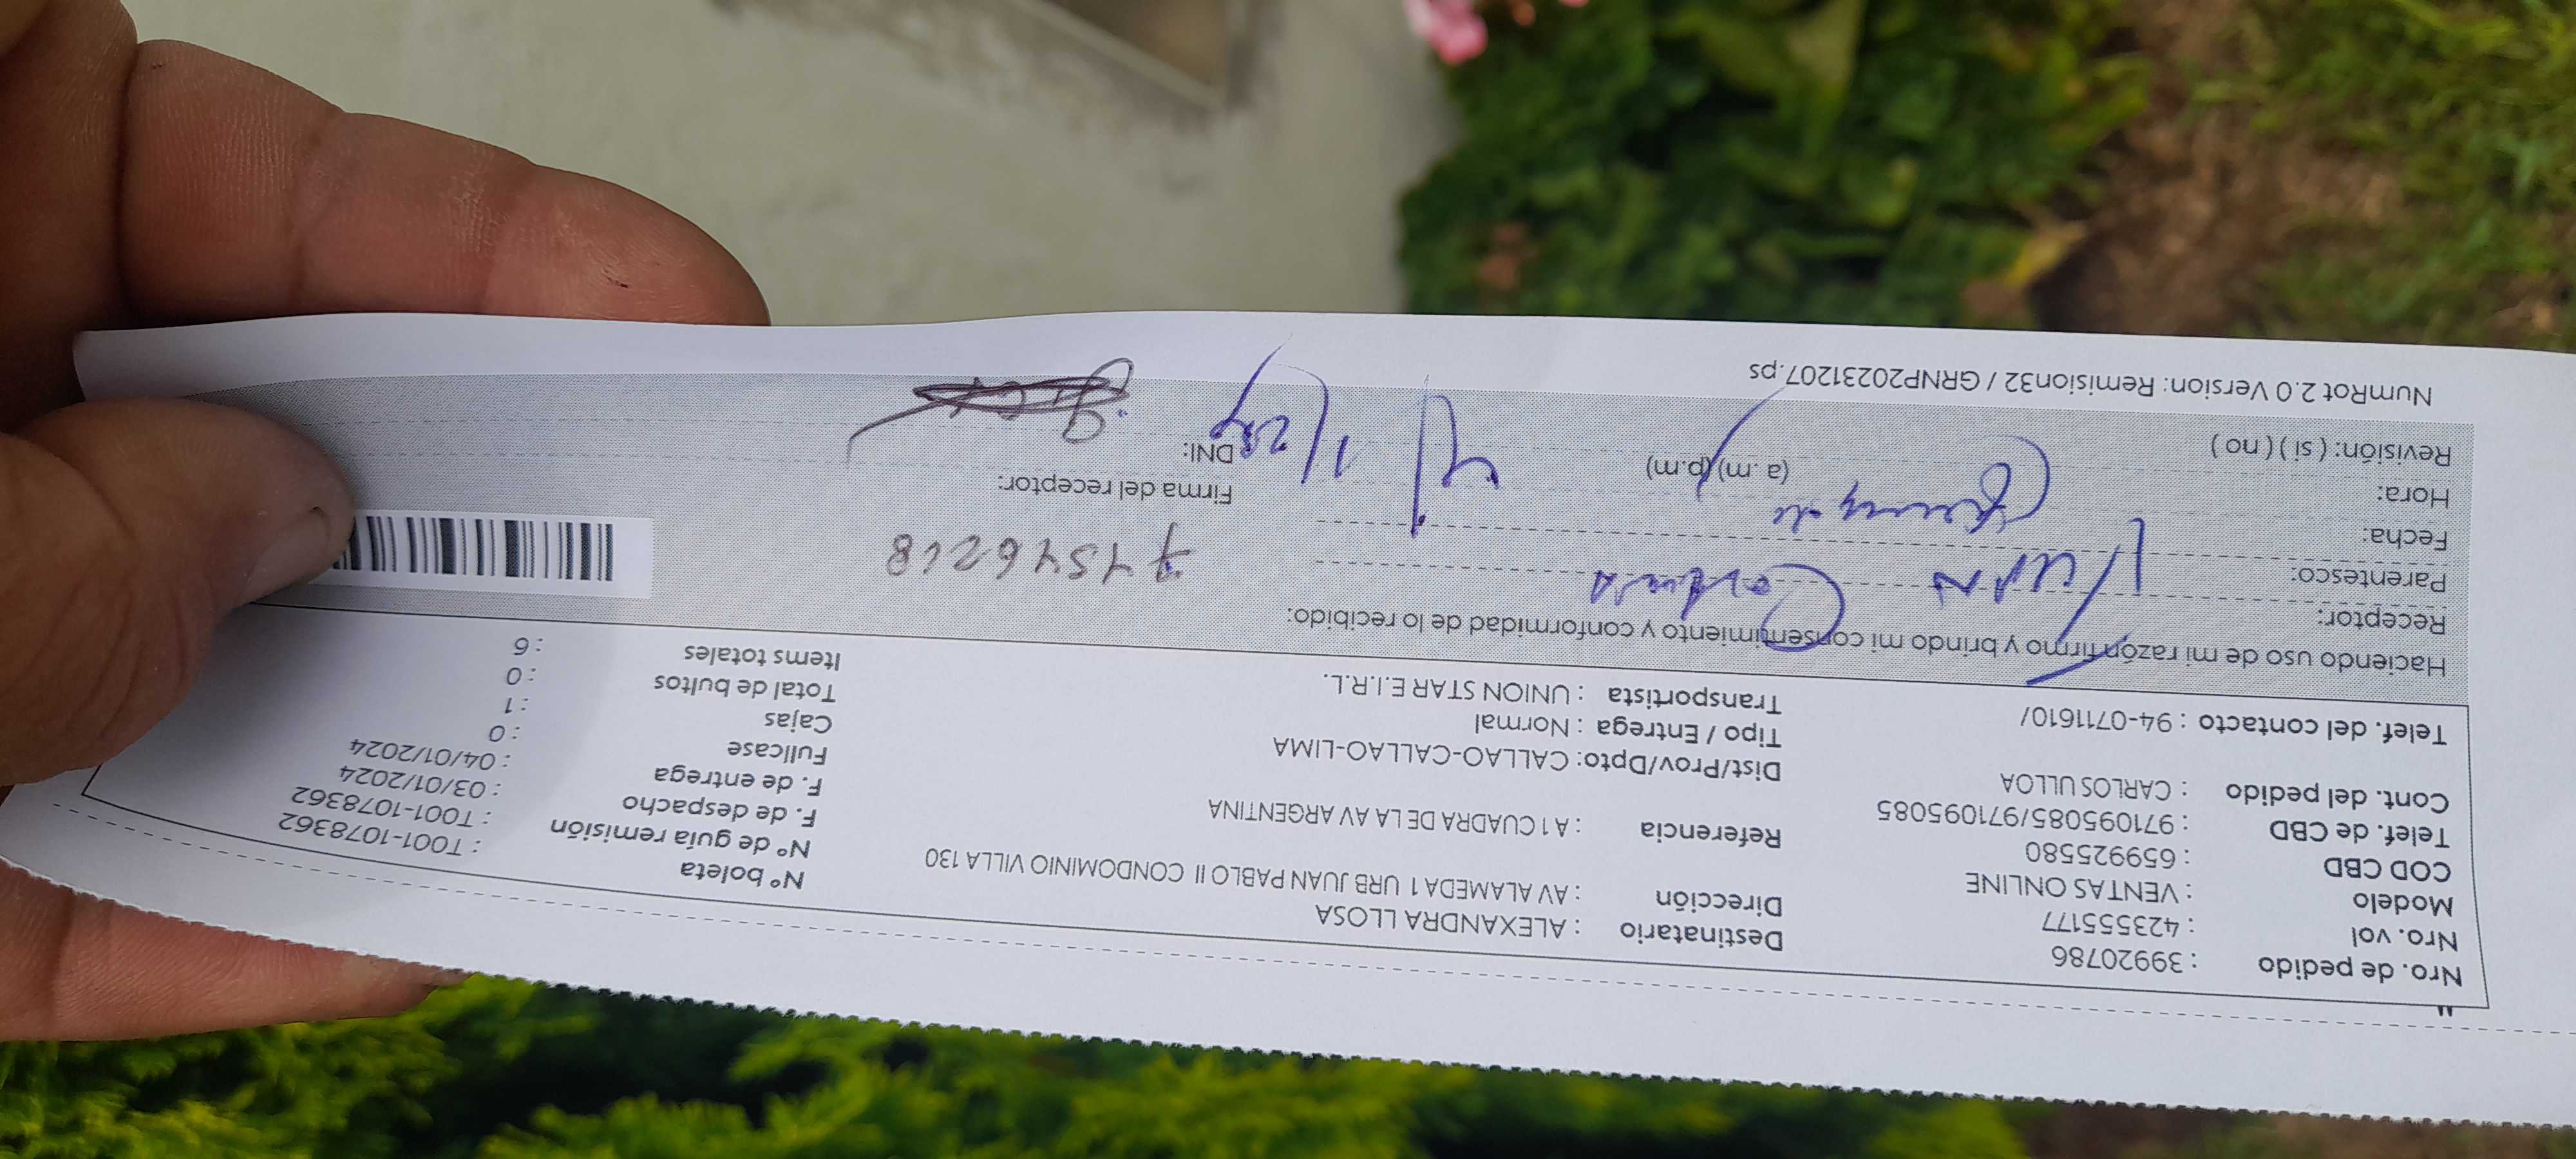 Nro. de pedido : 39920786
Nro. vol : 423555177
Modelo : VENTAS ONLINE
COD CBD : 659925580
Telef. de CBD : 971095085/971095085
Cont. del pedido : CARLOS ULLOA
Telef. del contacto : 94-0711610/
Destinatario : ALEXANDRA LLOSA
Dirección : AV ALAMEDA 1 URB JUAN PABLO II CONDOMINIO VILLA 130
Referencia : A 1 CUADRA DE LA AV ARGENTINA
Dist/Prov/Dpto: CALLAO-CALLAO-LIMA
Tipo / Entrega : Normal
Transportista : UNION STAR E.I.R.L.
N° boleta : T001-1078362
N° de guía remisión : T001-1078362
F. de despacho : 03/01/2024
F. de entrega : 04/01/2024
Fullcase : 0
Cajas : 1
Total de bultos : 0
Items totales : 6
Haciendo uso de mi razón firmo y brindo mi consentimiento y conformidad de lo recibido:
Receptor:
Parentesco:
Fecha:
Hora: (a. m) (p.m)
Revisión: ( si ) ( no )
Firma del receptor:
DNI:
NumRot 2.0 Version: Remision32 / GRNP20231207.ps